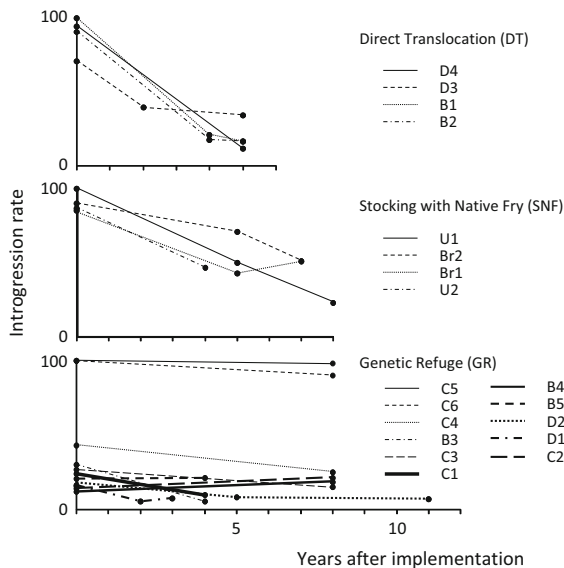 Introgression rate
100
0
Direct Translocation (DT)
D4
D3
B1
B2
100
0
Stocking with Native Fry (SNF)
U1
Br2
Br1
U2
100
0
5
10
Genetic Refuge (GR)
C5
C6
C4
B3
C3
C1
B4
B5
D2
D1
C2
Years after implementation